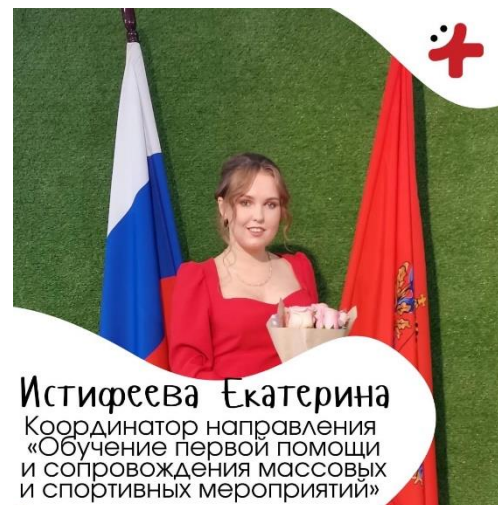 Истифеева Екатерина
Координатор направления
«Обучение первой помощи
и сопровождения массовых
и спортивных мероприятий»